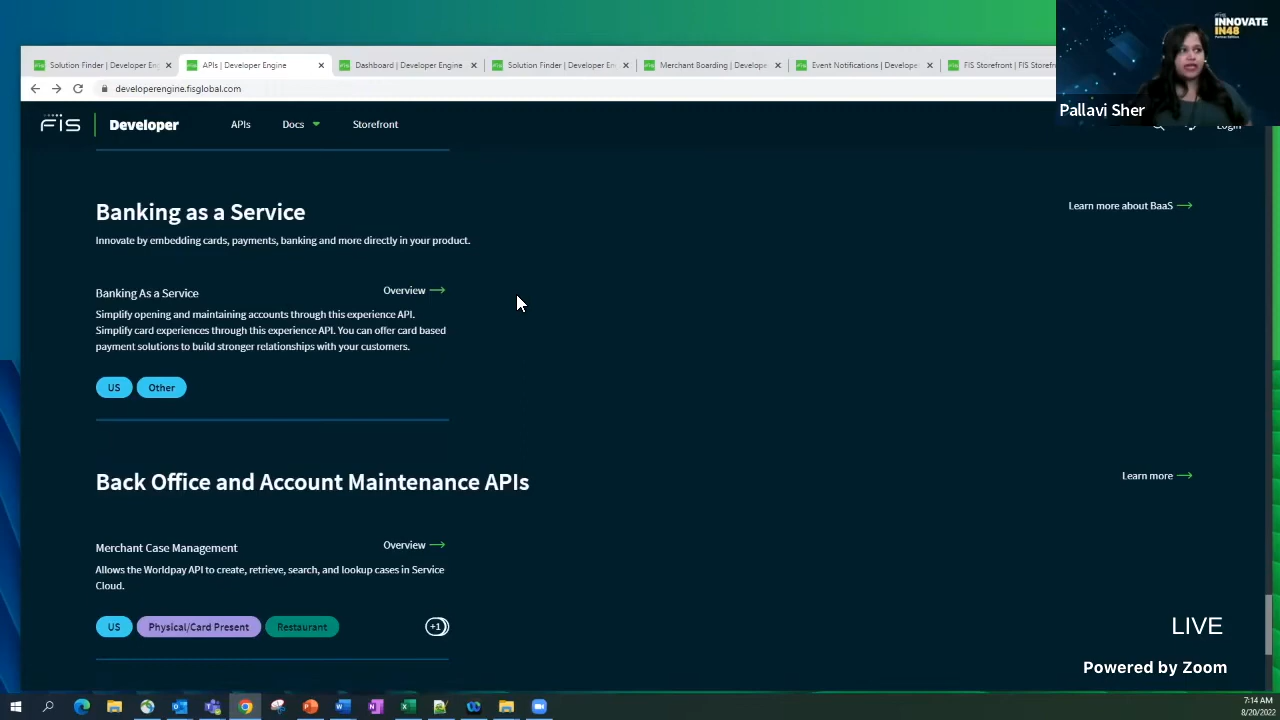 FIS
INNOVATE
IN48
Pallavi Sher
Solution Finder | Developer En
APIs | Developer Engine
Dashboard | Developer Engine
Solution Finder | Developer En
Merchant Boarding | Develope
Event Notifications | Develope
FIS Storefront | FIS Storef
developerengine.fisglobal.com
FIS
Developer
APIs
Docs
Storefront
Login
Banking as a Service
Learn more about BaaS
Innovate by embedding cards, payments, banking and more directly in your product.
Banking As a Service
Overview
Simplify opening and maintaining accounts through this experience API.
Simplify card experiences through this experience API. You can offer card based
payment solutions to build stronger relationships with your customers.
US
Other
Back Office and Account Maintenance APIs
Learn more
Merchant Case Management
Overview
Allows the Worldpay API to create, retrieve, search, and lookup cases in Service
Cloud.
US
Physical/Card Present
Restaurant
+1
LIVE
Powered by Zoom
7:14 AM
8/20/2022